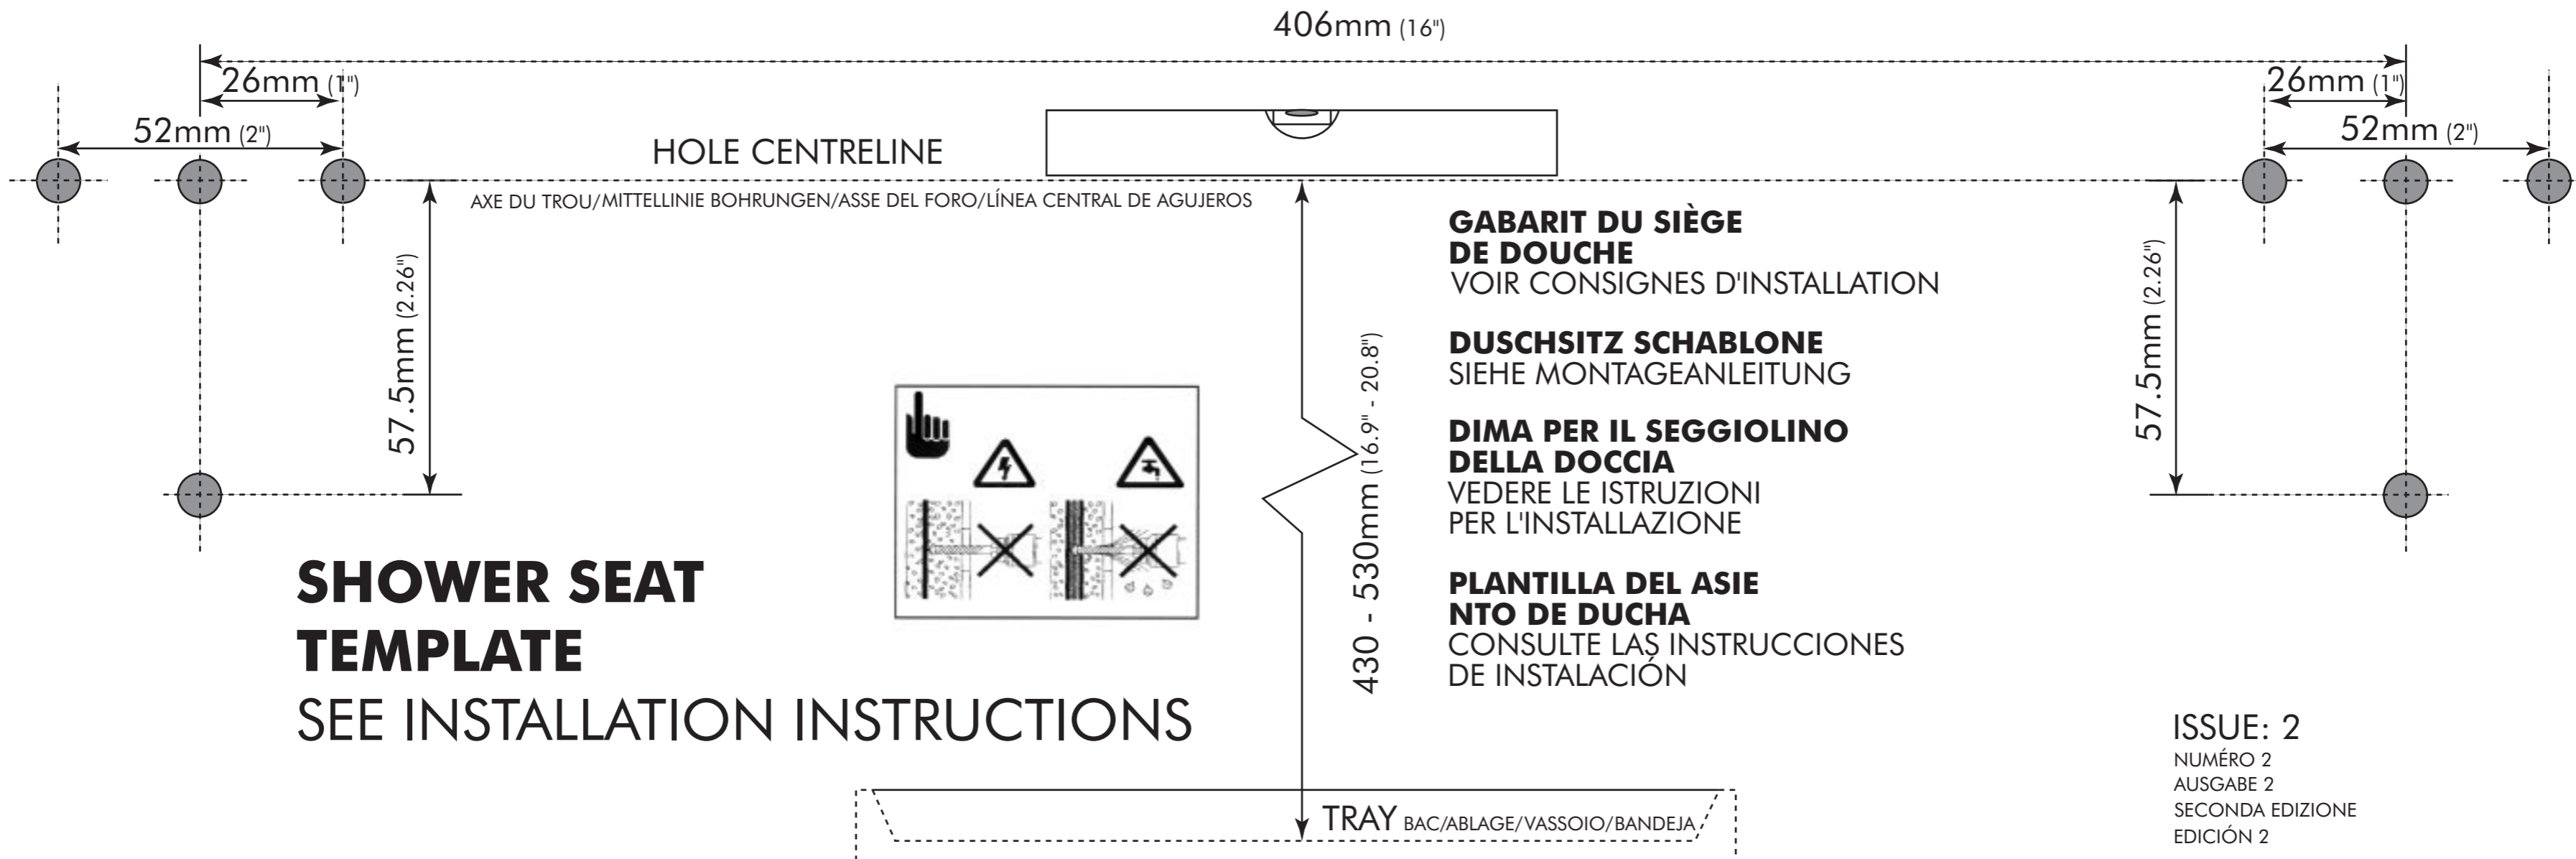 406mm (16")
26mm (1")
26mm (1")
52mm (2")
52mm (2")
HOLE CENTRELINE
AXE DU TROU/MITTELLINIE BOHRUNGEN/ASSE DEL FORO/LÍNEA CENTRAL DE AGUJEROS
57.5mm (2.26")
430 - 530mm (16.9" - 20.8")
GABARIT DU SIÈGE
DE DOUCHE
VOIR CONSIGNES D'INSTALLATION
DUSCHSITZ SCHABLONE
SIEHE MONTAGEANLEITUNG
DIMA PER IL SEGGIOLINO
DELLA DOCCIA
VEDERE LE ISTRUZIONI
PER L'INSTALLAZIONE
PLANTILLA DEL ASIE
NTO DE DUCHA
CONSULTE LAS INSTRUCCIONES
DE INSTALACIÓN
57.5mm (2.26")
SHOWER SEAT
TEMPLATE
SEE INSTALLATION INSTRUCTIONS
TRAY BAC/ABLAGE/VASSOIO/BANDEJA
ISSUE: 2
NUMÉRO 2
AUSGABE 2
SECONDA EDIZIONE
EDICIÓN 2